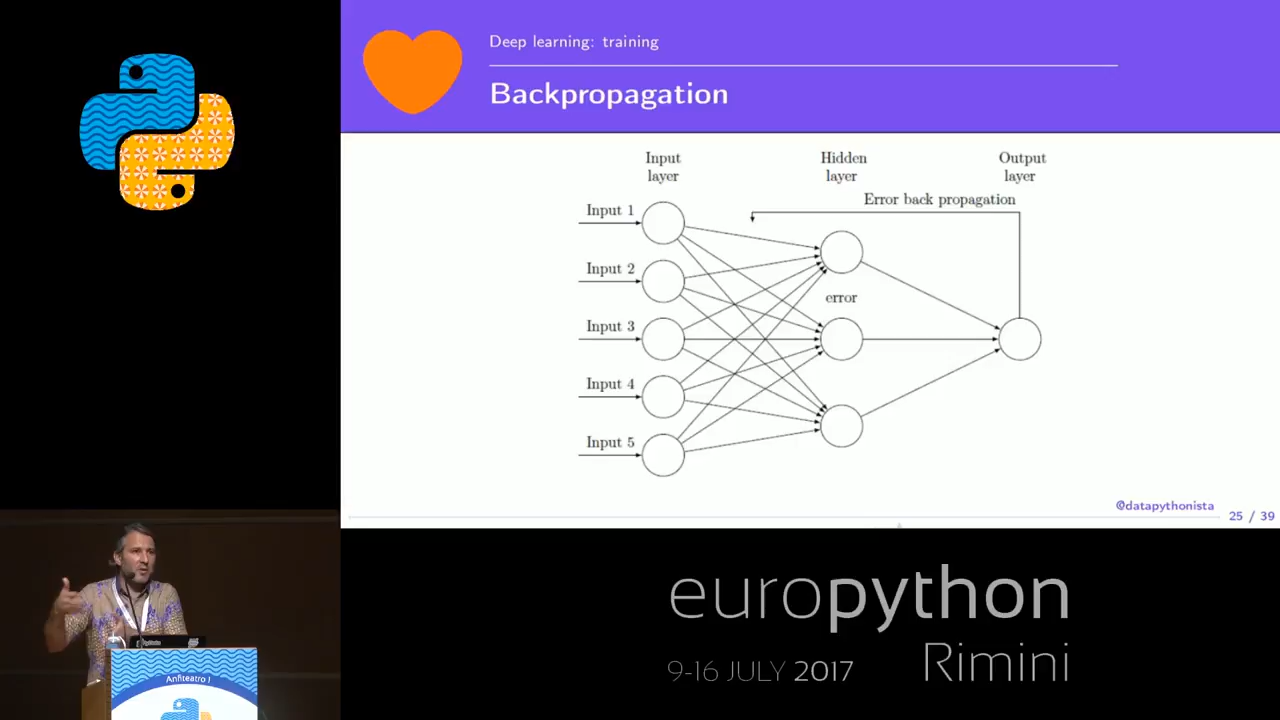 Deep learning: training
Backpropagation
Input layer
Hidden layer
Output layer
Error back propagation
Input 1
Input 2
error
Input 3
Input 4
Input 5
@datapythonista
25 / 39
europython
9-16 JULY 2017
Rimini
Anfiteatro 1